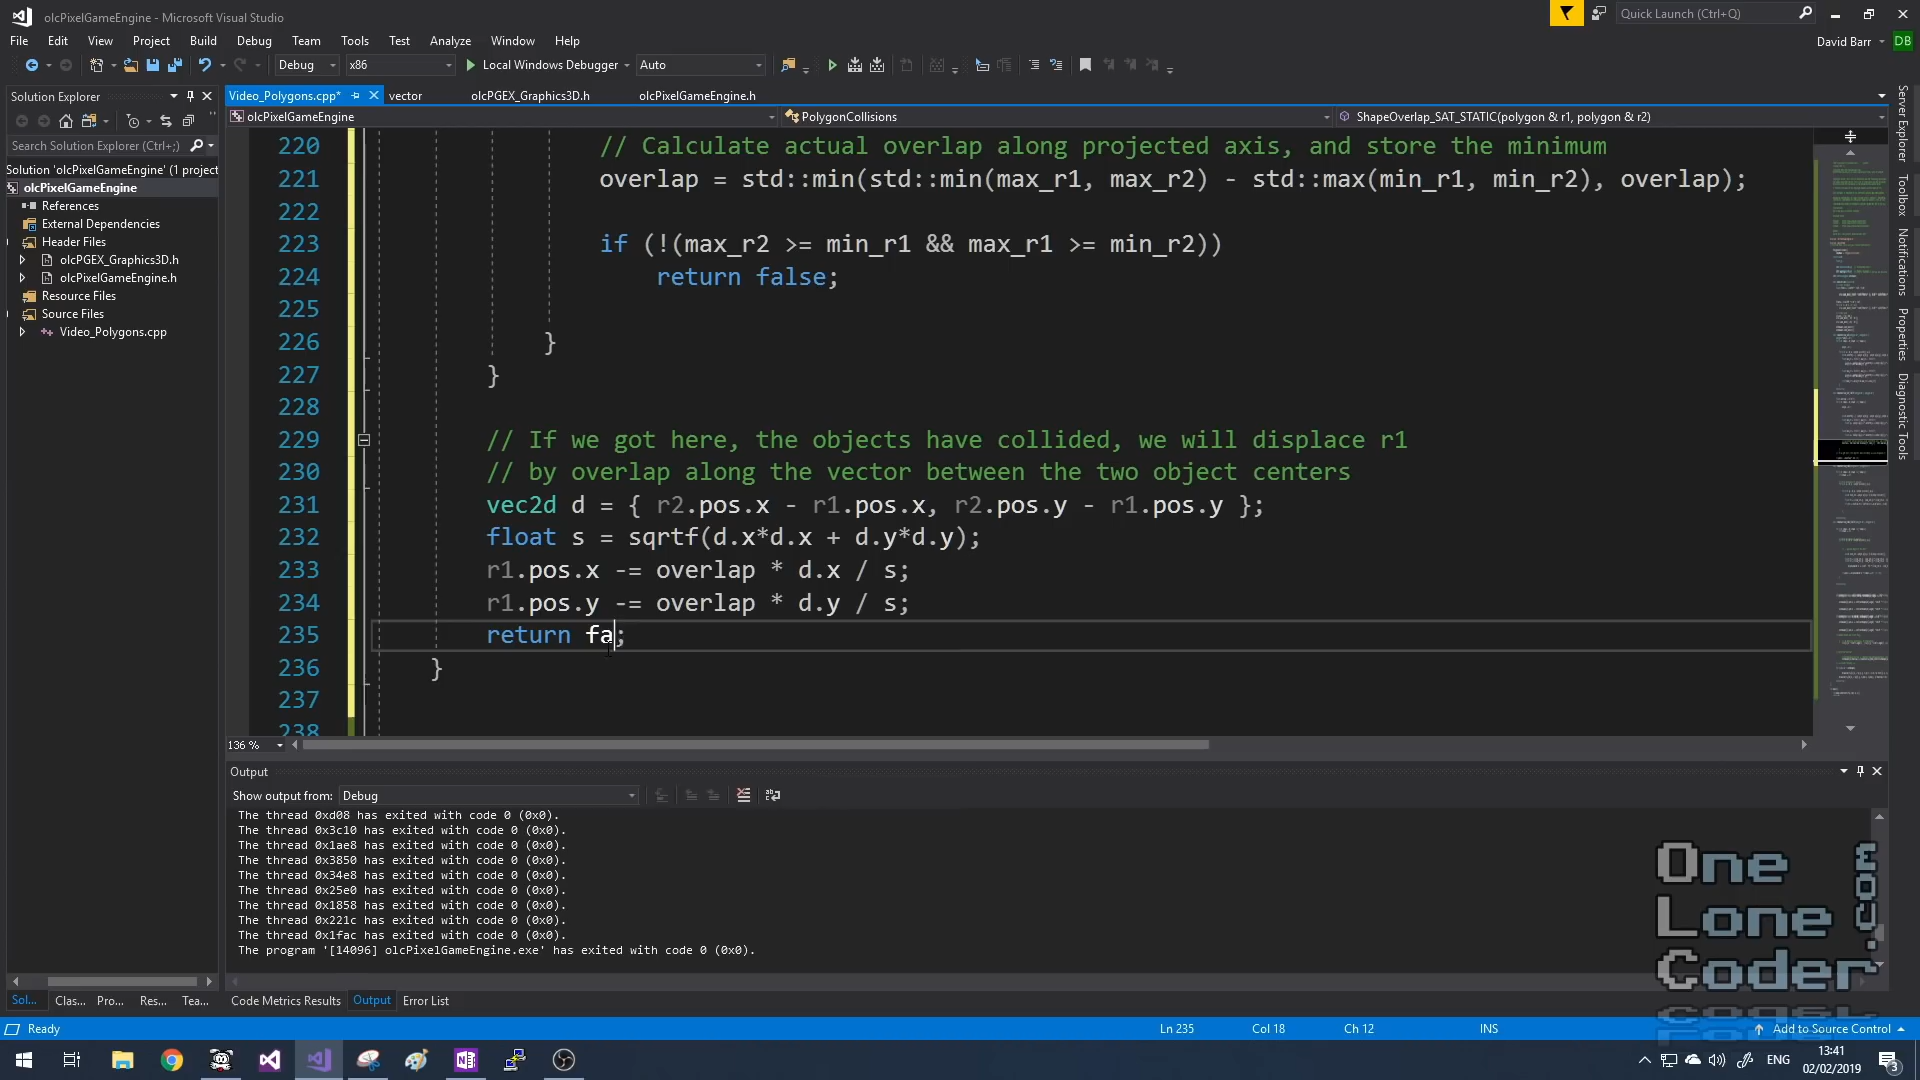 olcPixelGameEngine - Microsoft Visual Studio
Quick Launch (Ctrl+Q)
File Edit View Project Build Debug Team Tools Test Analyze Window Help
David Barr DB
Debug x86 Local Windows Debugger Auto
Solution Explorer
Video_Polygons.cpp* vector olcPGEX_Graphics3D.h olcPixelGameEngine.h
olcPixelGameEngine PolygonCollisions ShapeOverlap_SAT_STATIC(polygon & r1, polygon & r2)
Search Solution Explorer (Ctrl+;)
Solution 'olcPixelGameEngine' (1 project
olcPixelGameEngine
References
External Dependencies
Header Files
olcPGEX_Graphics3D.h
olcPixelGameEngine.h
Resource Files
Source Files
Video_Polygons.cpp
220 // Calculate actual overlap along projected axis, and store the minimum
221 overlap = std::min(std::min(max_r1, max_r2) - std::max(min_r1, min_r2), overlap);
222
223 if (!(max_r2 >= min_r1 && max_r1 >= min_r2))
224 return false;
225
226 }
227 }
228
229 // If we got here, the objects have collided, we will displace r1
230 // by overlap along the vector between the two object centers
231 vec2d d = { r2.pos.x - r1.pos.x, r2.pos.y - r1.pos.y };
232 float s = sqrtf(d.x*d.x + d.y*d.y);
233 r1.pos.x -= overlap * d.x / s;
234 r1.pos.y -= overlap * d.y / s;
235 return fa;
236 }
237
238
Server Explorer
Toolbox
Notifications
Properties
Diagnostic Tools
136 %
Output
Show output from: Debug
The thread 0xd08 has exited with code 0 (0x0).
The thread 0x3c10 has exited with code 0 (0x0).
The thread 0x1ae8 has exited with code 0 (0x0).
The thread 0x3850 has exited with code 0 (0x0).
The thread 0x34e8 has exited with code 0 (0x0).
The thread 0x25e0 has exited with code 0 (0x0).
The thread 0x1858 has exited with code 0 (0x0).
The thread 0x221c has exited with code 0 (0x0).
The thread 0x1fac has exited with code 0 (0x0).
The program '[14096] olcPixelGameEngine.exe' has exited with code 0 (0x0).
One
Lone
Coder
.com
Sol... Clas... Pro... Res... Tea... Code Metrics Results Output Error List
Ready Ln 235 Col 18 Ch 12 INS Add to Source Control
ENG 13:41
02/02/2019
3